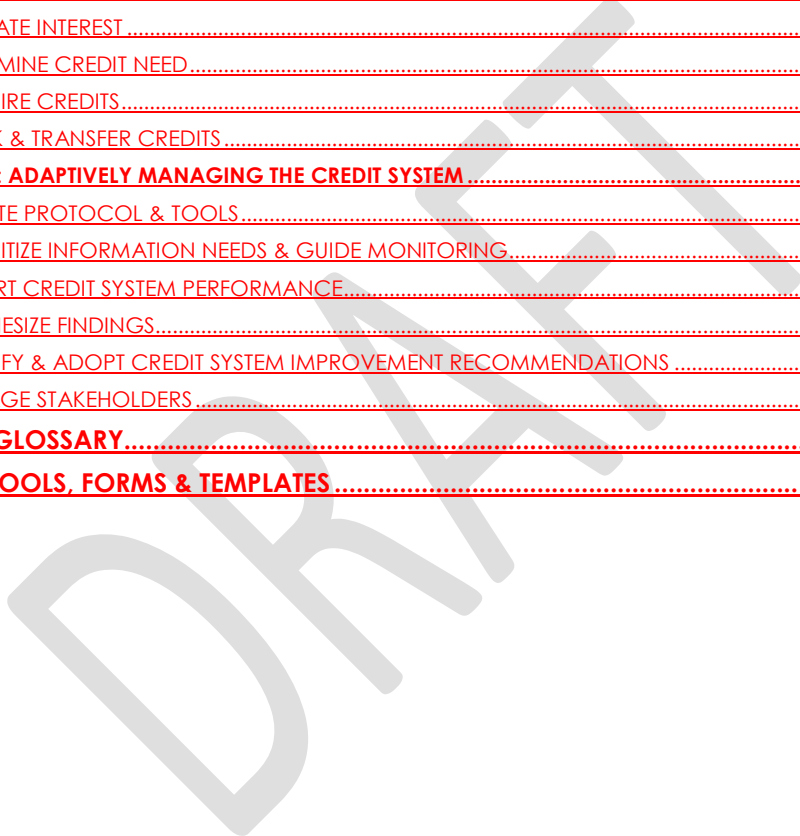 ATE INTEREST ........................................................................................................
MINE CREDIT NEED ........................................................................................................
IRE CREDITS ........................................................................................................
K & TRANSFER CREDITS ........................................................................................................
: ADAPTIVELY MANAGING THE CREDIT SYSTEM ........................................................................
TE PROTOCOL & TOOLS ........................................................................................................
ITIZE INFORMATION NEEDS & GUIDE MONITORING ................................................................
RT CREDIT SYSTEM PERFORMANCE ........................................................................................
HESIZE FINDINGS ........................................................................................................
IFY & ADOPT CREDIT SYSTEM IMPROVEMENT RECOMMENDATIONS ........................
GE STAKEHOLDERS ........................................................................................................
GLOSSARY ........................................................................................................
OOLS, FORMS & TEMPLATES ................................................................................
DRAFT